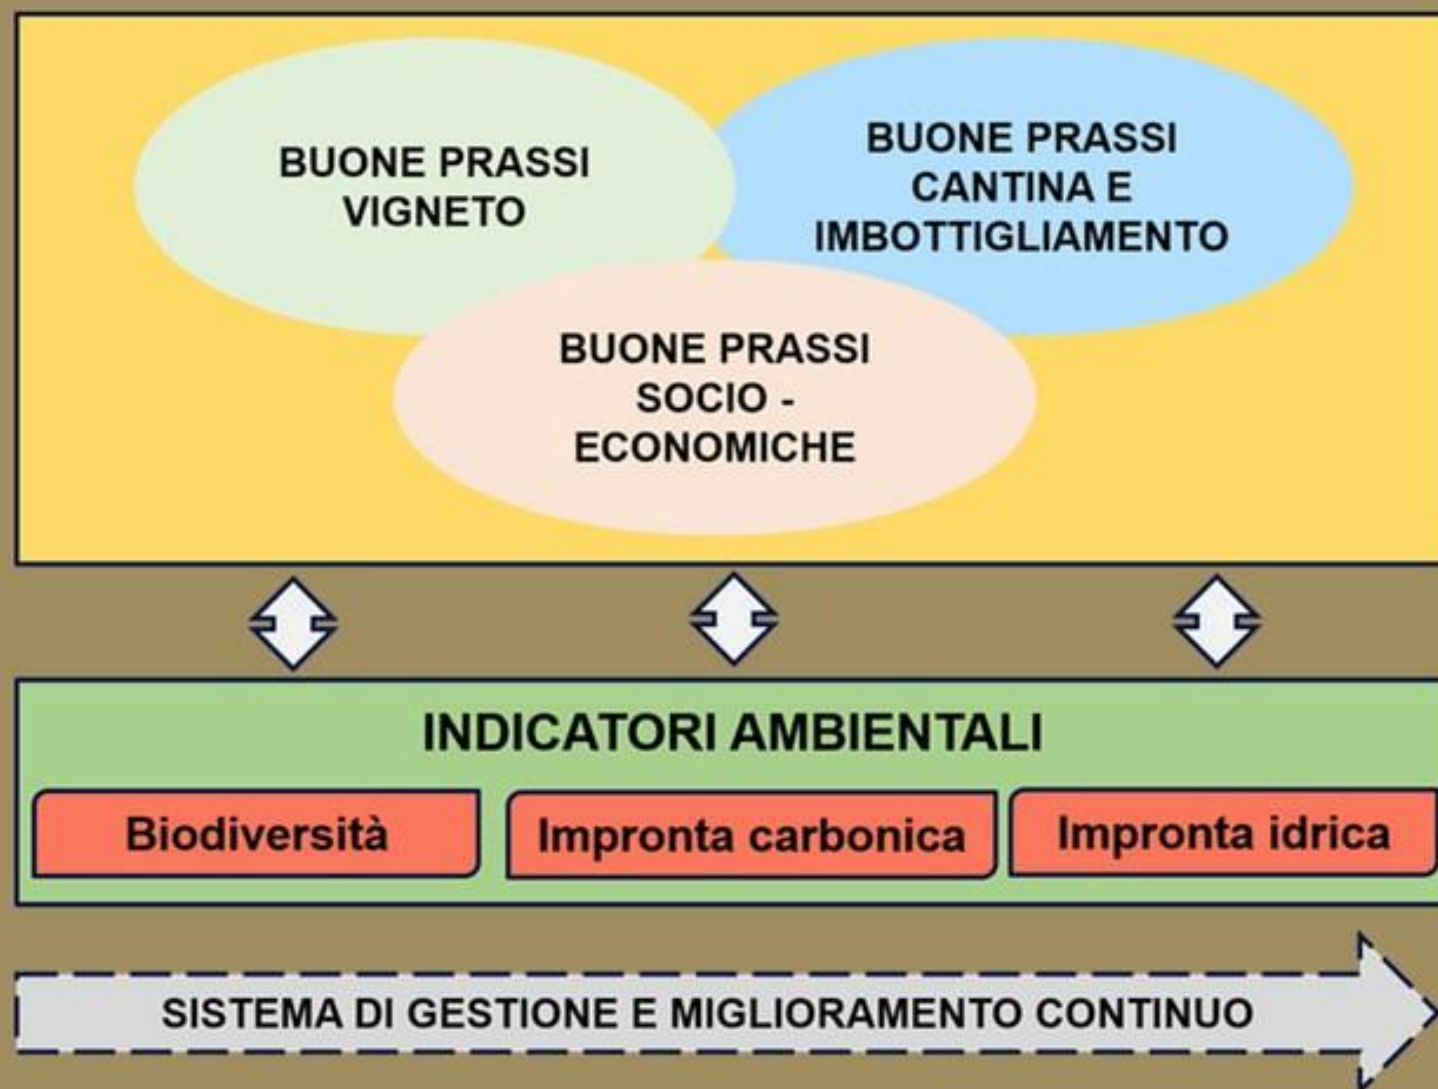 BUONE PRASSI
VIGNETO
BUONE PRASSI
CANTINA E
IMBOTTIGLIAMENTO
BUONE PRASSI
SOCIO -
ECONOMICHE
INDICATORI AMBIENTALI
Biodiversità
Impronta carbonica
Impronta idrica
SISTEMA DI GESTIONE E MIGLIORAMENTO CONTINUO